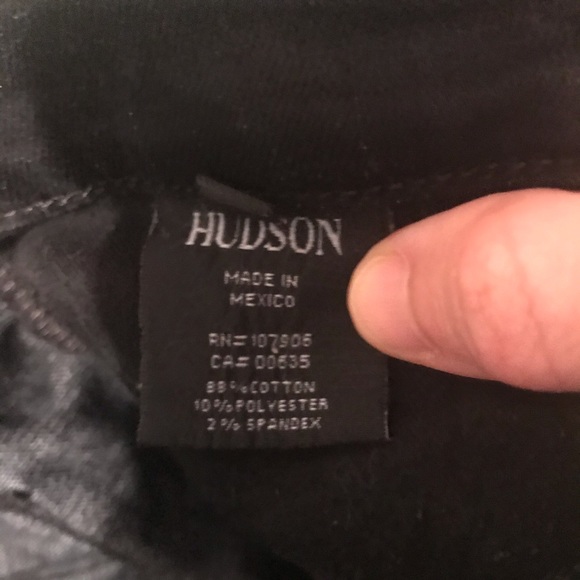 HUDSON
MADE IN
MEXICO
RN=107906
CA=00635
88%COTTON
10%POLYESTER
2% SPANDEX